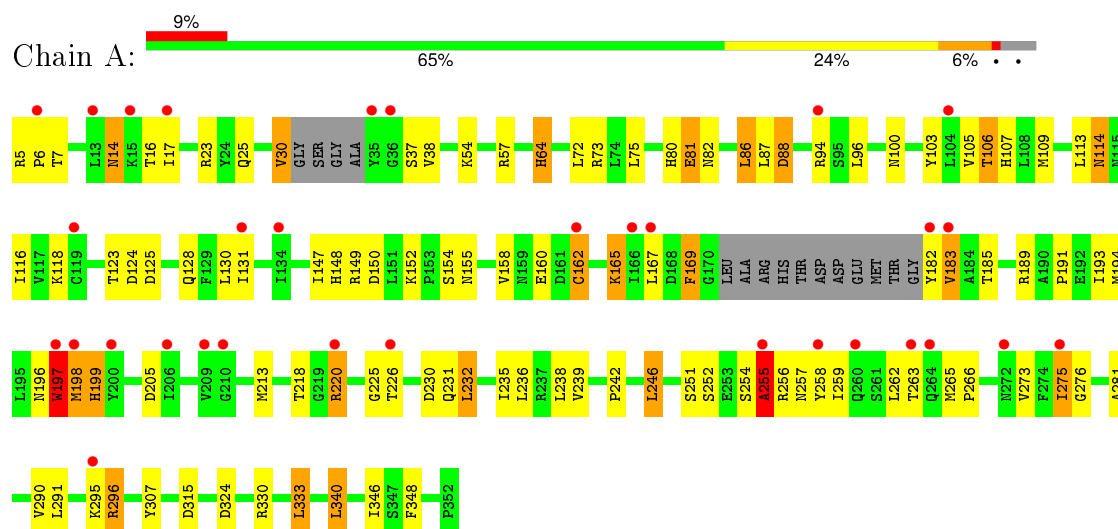 9%
Chain A:
65% 24% 6% • •
R5 P6 T7 L13 N14 K15 T16 I17 R23 Y24 Q25 V30 GLY SER GLY ALA Y35 G36 S37 V38 K54 R57 H64 L72 R73 L74 L75 H80 E81 N82 L86 L87 D88 R94 S95 L96 N100 Y103 L104 V105 T106 H107 L108 M109 L113 N114 N115
I116 V117 K118 C119 T123 D124 D125 Q128 F129 L130 I131 I134 I147 H148 R149 D150 L151 K152 P153 S154 N155 V158 N159 E160 D161 C162 K165 I166 L167 D168 F169 G170 LEU ALA ARG HIS THR ASP ASP GLU MET THR GLY Y182 V183 A184 T185 R189 A190 P191 E192 I193 M194
L195 N196 W197 M198 H199 Y200 D205 I206 V209 G210 M213 T218 G219 R220 G225 T226 D230 Q231 L232 I235 L236 R237 L238 V239 P242 L246 S251 S252 E253 S254 A255 R256 N257 Y258 I259 Q260 S261 L262 T263 Q264 M265 P266 N272 V273 F274 I275 G276 A281
V290 L291 K295 R296 Y307 D315 D324 R330 L333 L340 I346 S347 F348 P352